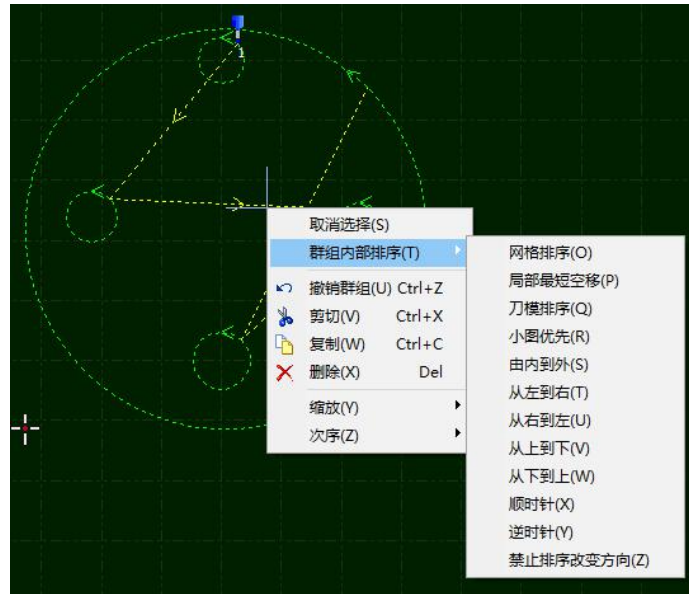 1
取消选择(S)
群组内部排序(T)
撤销群组(U) Ctrl+Z
剪切(V) Ctrl+X
复制(W) Ctrl+C
删除(X) Del
缩放(Y)
次序(Z)
网格排序(O)
局部最短空移(P)
刀模排序(Q)
小图优先(R)
由内到外(S)
从左到右(T)
从右到左(U)
从上到下(V)
从下到上(W)
顺时针(X)
逆时针(Y)
禁止排序改变方向(Z)